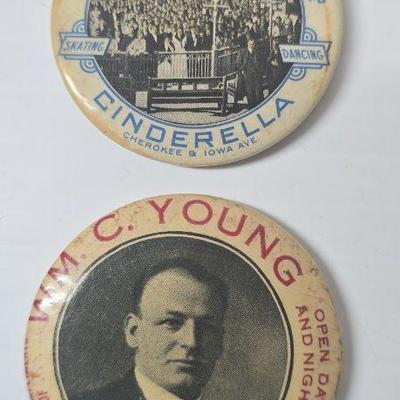 SKATING
DANCING
CINDERELLA
CHEROKEE & IOWA AVE.
WM. C. YOUNG
OPEN DA
AND NIGH